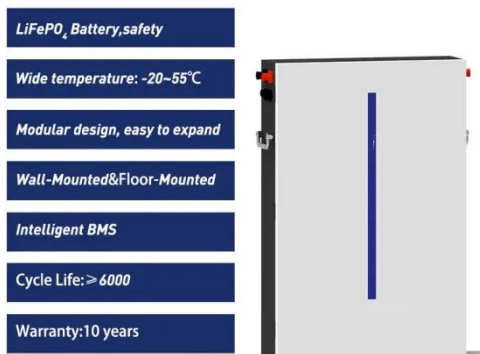 LiFePO₄ Battery,safety
Wide temperature: -20~55℃
Modular design, easy to expand
Wall-Mounted&Floor-Mounted
Intelligent BMS
Cycle Life:≥6000
Warranty:10 years